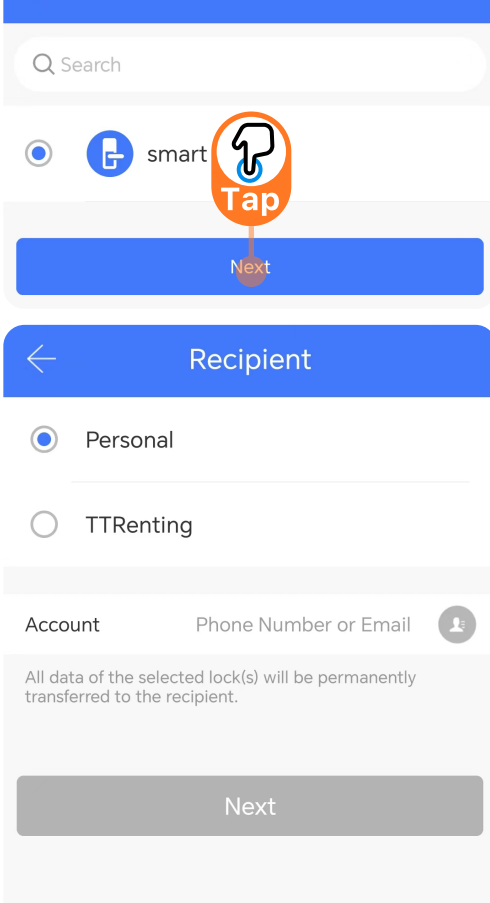 Search
smart
Tap
Next
Recipient
Personal
TTRenting
Account Phone Number or Email
All data of the selected lock(s) will be permanently
transferred to the recipient.
Next